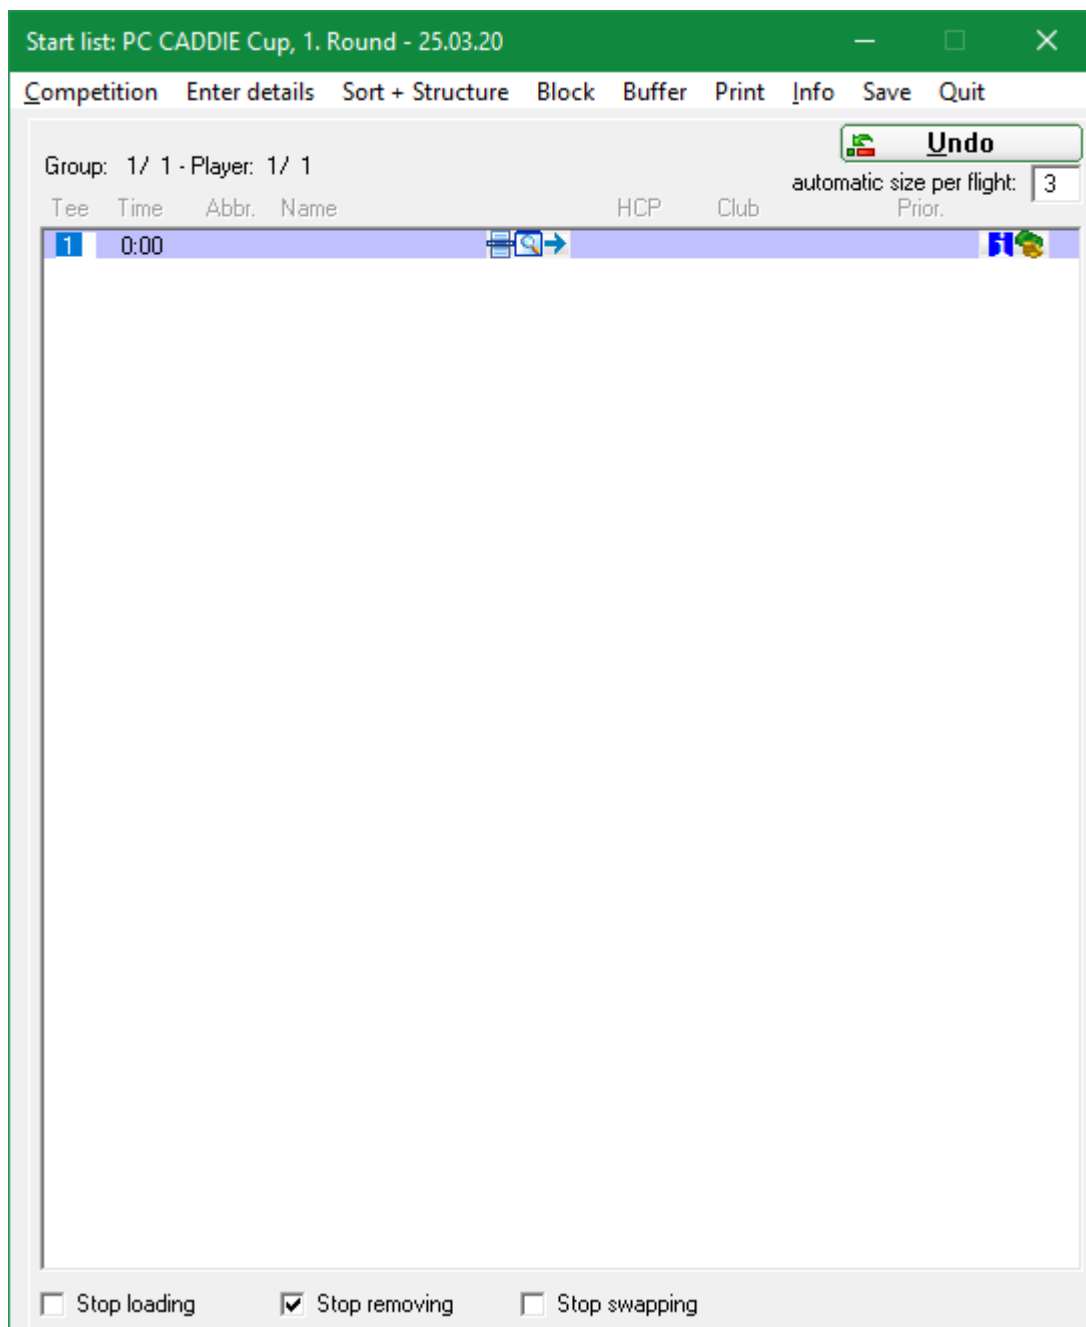 Start list: PC CADDIE Cup, 1. Round - 25.03.20
Competition Enter details Sort + Structure Block Buffer Print Info Save Quit
Undo
Group: 1/ 1 - Player: 1/ 1
automatic size per flight: 3
Tee Time Abbr. Name HCP Club Prior.
1 0:00
Stop loading Stop removing Stop swapping